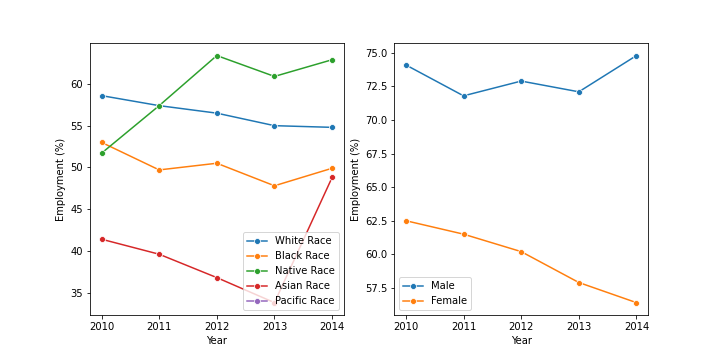 Employment (%)
60
55
50
45
40
35
2010
2011
2012
2013
2014
Year
White Race
Black Race
Native Race
Asian Race
Pacific Race
Employment (%)
75.0
72.5
70.0
67.5
65.0
62.5
60.0
57.5
2010
2011
2012
2013
2014
Year
Male
Female